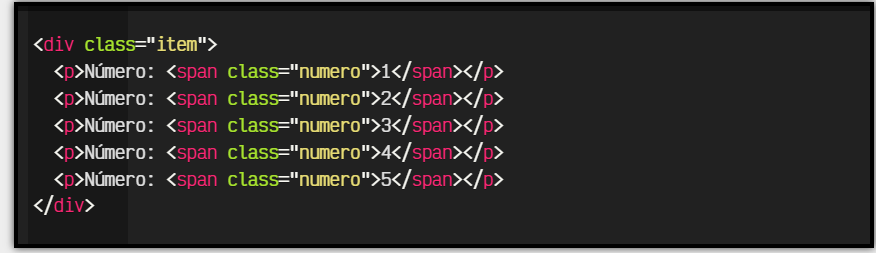 <div class="item">
  <p>Número: <span class="numero">1</span></p>
  <p>Número: <span class="numero">2</span></p>
  <p>Número: <span class="numero">3</span></p>
  <p>Número: <span class="numero">4</span></p>
  <p>Número: <span class="numero">5</span></p>
</div>